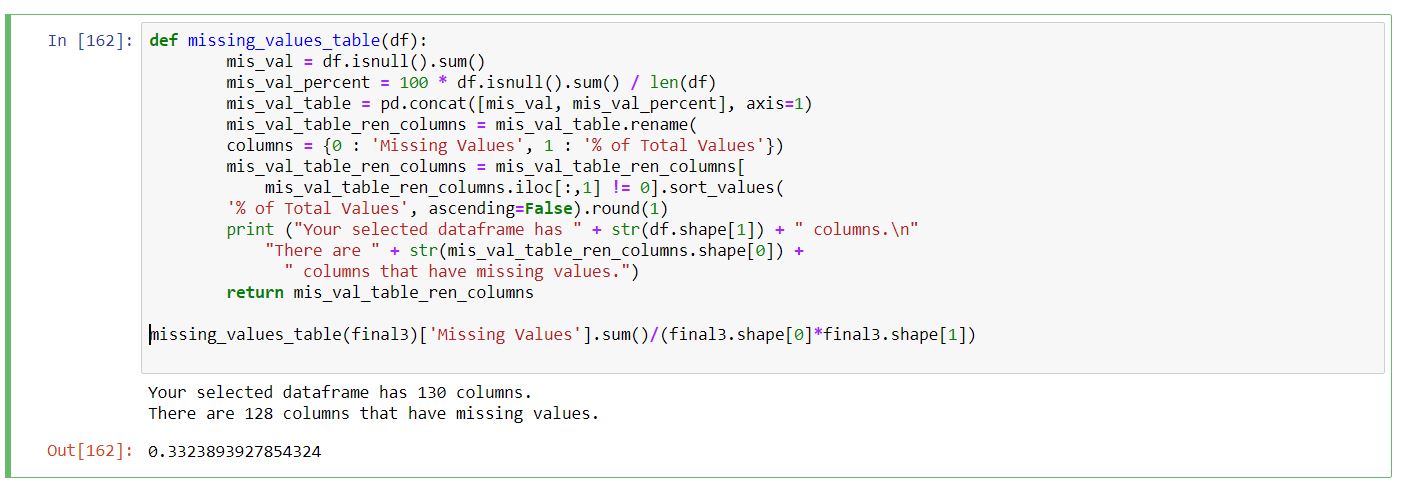 In [162]: def missing_values_table(df):
mis_val = df.isnull().sum()
mis_val_percent = 100 * df.isnull().sum() / len(df)
mis_val_table = pd.concat([mis_val, mis_val_percent], axis=1)
mis_val_table_ren_columns = mis_val_table.rename(
columns = {0 : 'Missing Values', 1 : '% of Total Values'})
mis_val_table_ren_columns = mis_val_table_ren_columns[
mis_val_table_ren_columns.iloc[:,1] != 0].sort_values(
'% of Total Values', ascending=False).round(1)
print ("Your selected dataframe has " + str(df.shape[1]) + " columns.\n"
"There are " + str(mis_val_table_ren_columns.shape[0]) +
" columns that have missing values.")
return mis_val_table_ren_columns
missing_values_table(final3)['Missing Values'].sum()/(final3.shape[0]*final3.shape[1])
Your selected dataframe has 130 columns.
There are 128 columns that have missing values.
Out[162]: 0.3323893927854324